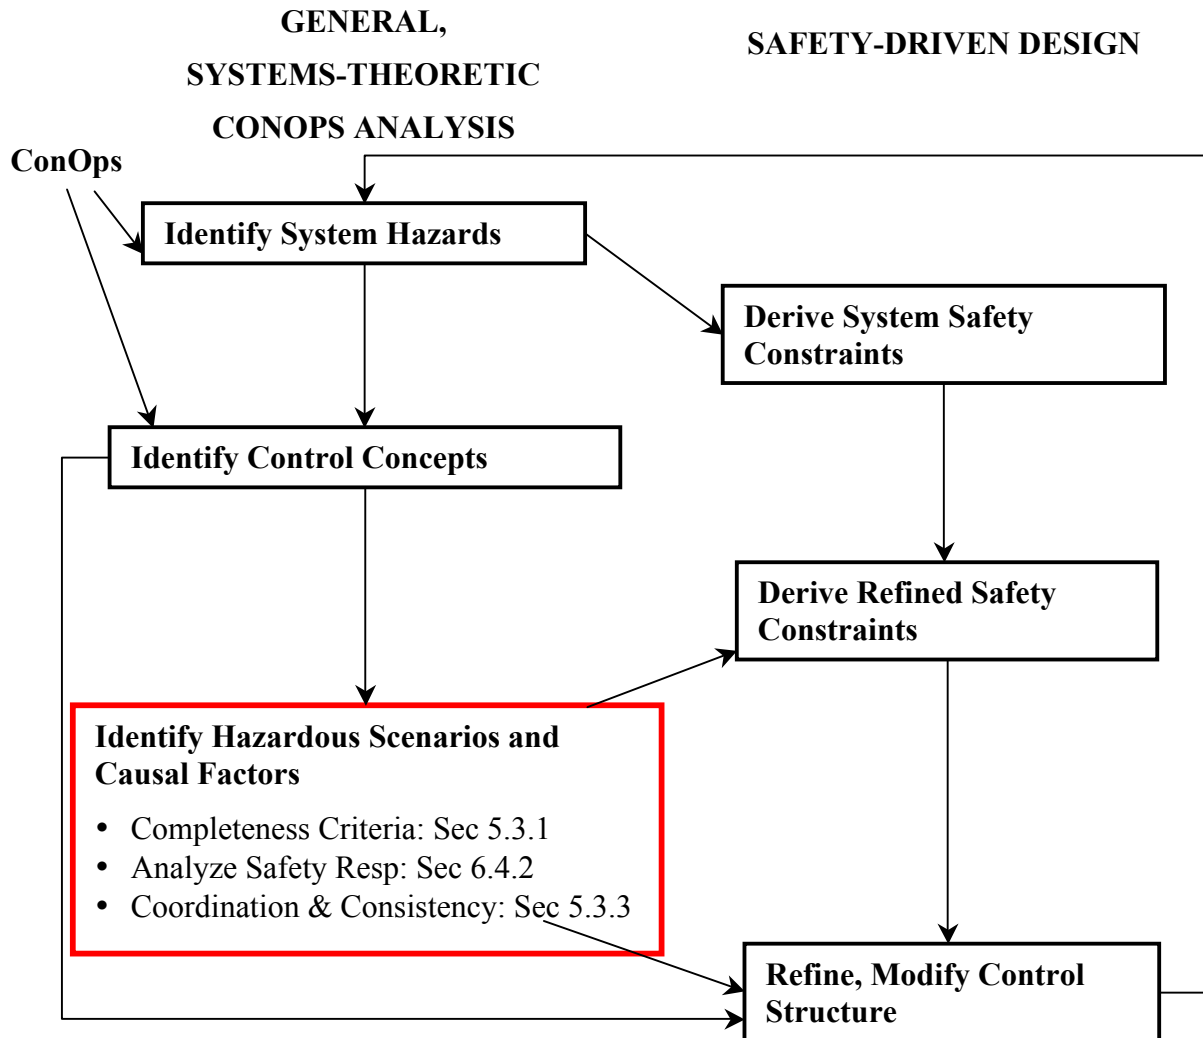 GENERAL,
SYSTEMS-THEORETIC
CONOPS ANALYSIS
SAFETY-DRIVEN DESIGN
ConOps
Identify System Hazards
Derive System Safety
Constraints
Identify Control Concepts
Derive Refined Safety
Constraints
Identify Hazardous Scenarios and
Causal Factors
• Completeness Criteria: Sec 5.3.1
• Analyze Safety Resp: Sec 6.4.2
• Coordination & Consistency: Sec 5.3.3
Refine, Modify Control
Structure